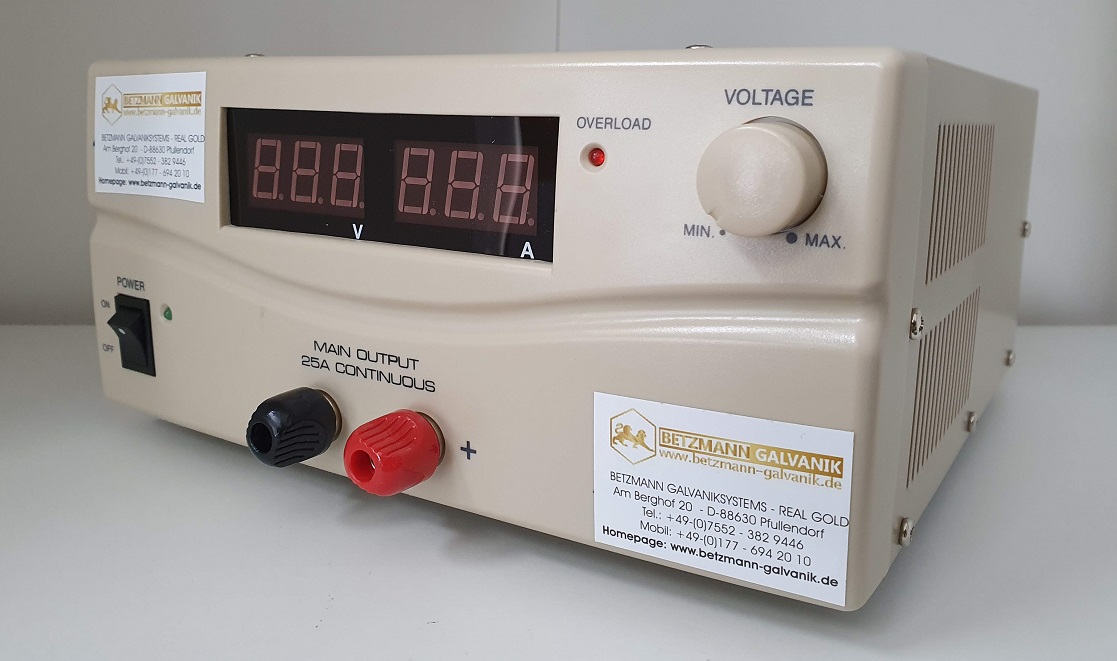 BETZMANN GALVANIK
www.betzmann-galvanik.de
BETZMANN GALVANIKSYSTEMS - REAL GOLD
Am Berghof 20 - D-88630 Pfullendorf
Tel.: +49-(0)7552 - 382 9446
Mobil: +49-(0)177 - 694 20 10
Homepage: www.betzmann-galvanik.de
V
A
OVERLOAD
VOLTAGE
MIN.
MAX.
POWER
ON
OFF
MAIN OUTPUT
25A CONTINUOUS
+
BETZMANN GALVANIK
www.betzmann-galvanik.de
BETZMANN GALVANIKSYSTEMS - REAL GOLD
Am Berghof 20 - D-88630 Pfullendorf
Tel.: +49-(0)7552 - 382 9446
Mobil: +49-(0)177 - 694 20 10
Homepage: www.betzmann-galvanik.de